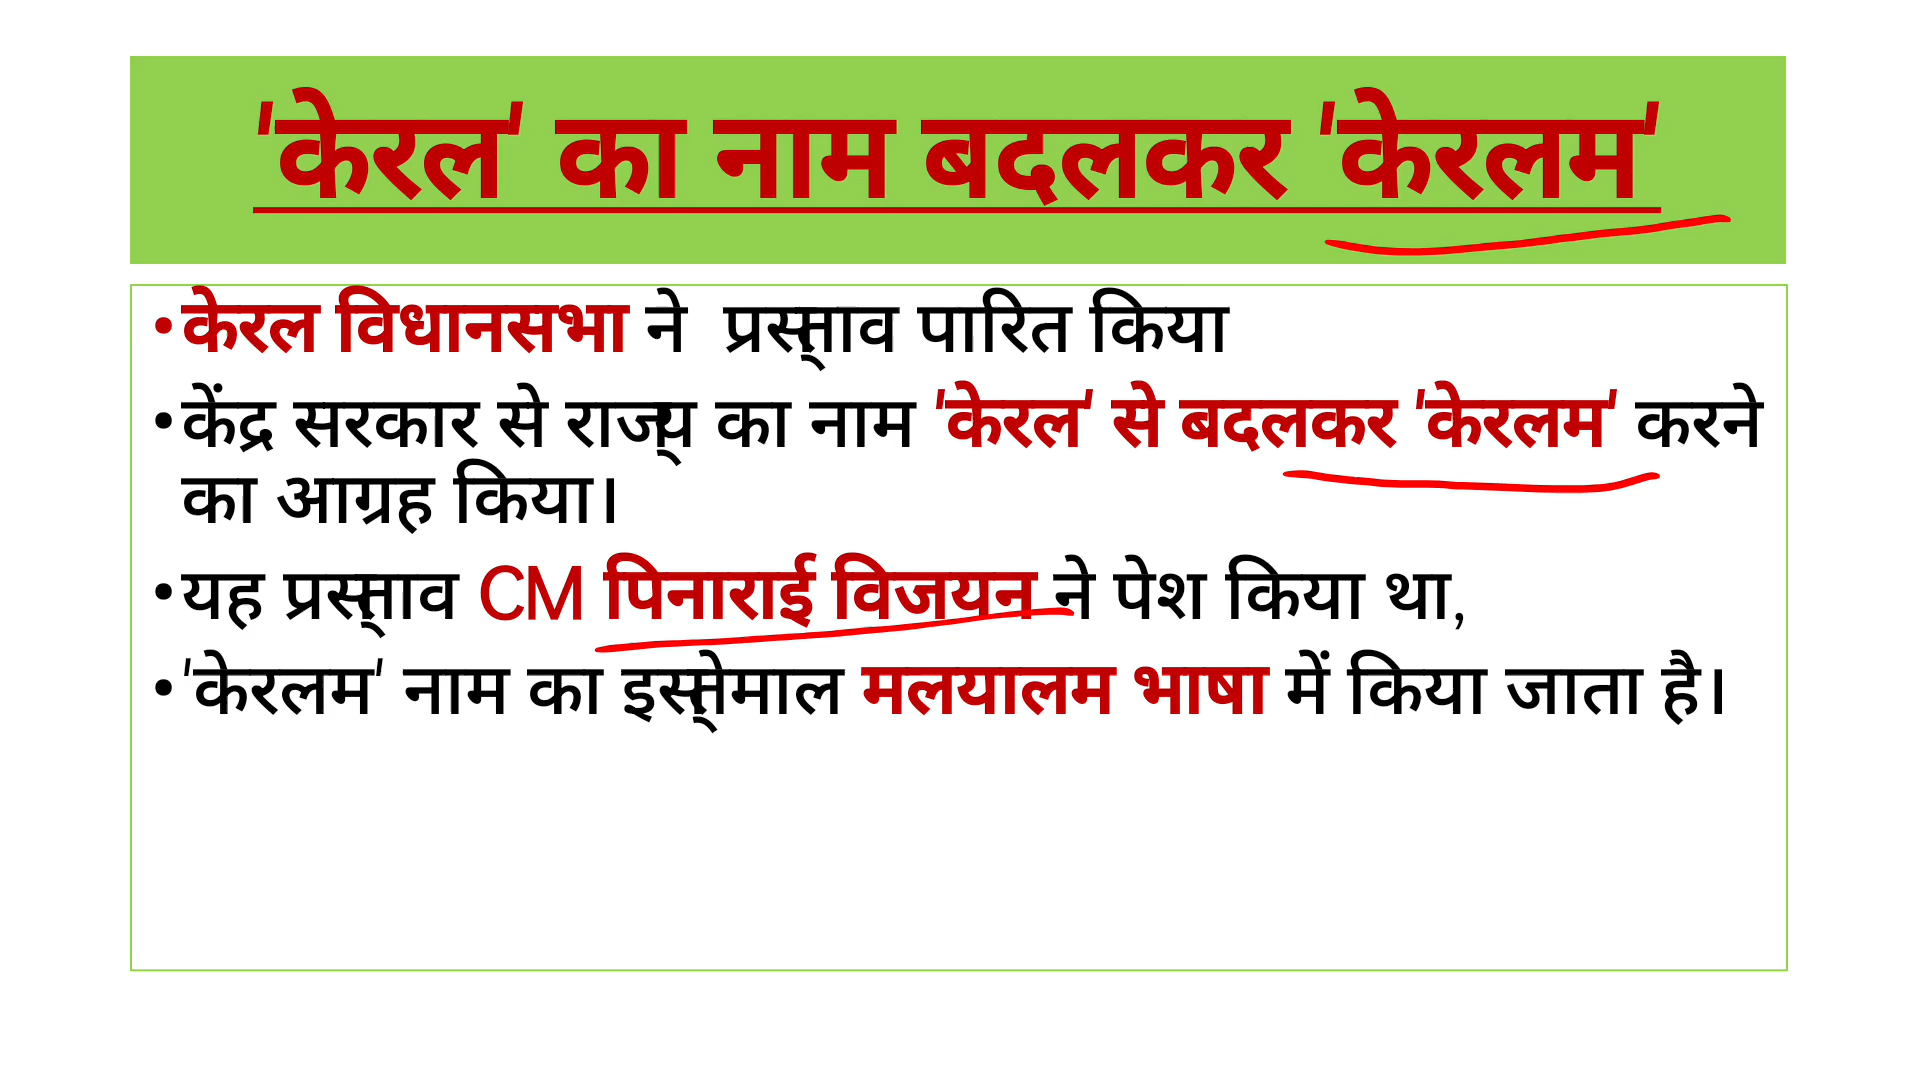 'केरल' का नाम बदलकर 'केरलम'
•केरल विधानसभा ने प्रस्ताव पारित किया
•केंद्र सरकार से राज्य का नाम 'केरल' से बदलकर 'केरलम' करने
का आग्रह किया।
•यह प्रस्ताव CM पिनाराई विजयन ने पेश किया था,
•'केरलम' नाम का इस्तेमाल मलयालम भाषा में किया जाता है।